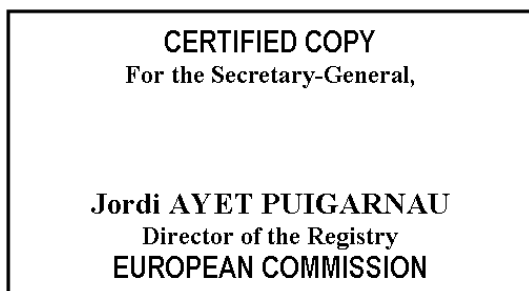 CERTIFIED COPY
For the Secretary-General,
Jordi AYET PUIGARNAU
Director of the Registry
EUROPEAN COMMISSION